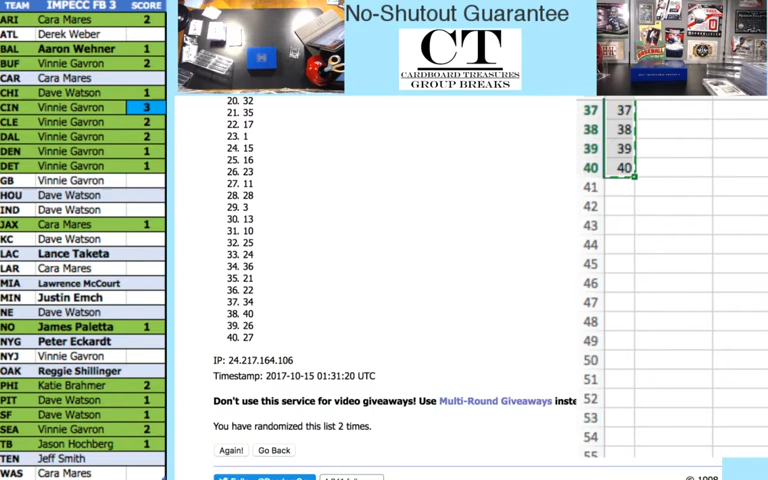 TEAM IMPECC FB 3 SCORE
ARI Cara Mares 2
ATL Derek Weber
BAL Aaron Wehner 1
BUF Vinnie Gavron 2
CAR Cara Mares
CHI Dave Watson 1
CIN Vinnie Gavron 3
CLE Vinnie Gavron 2
DAL Vinnie Gavron 2
DEN Vinnie Gavron 1
DET Vinnie Gavron 1
GB Vinnie Gavron
HOU Dave Watson
IND Dave Watson
JAX Cara Mares 1
KC Dave Watson
LAC Lance Taketa
LAR Cara Mares
MIA Lawrence McCourt
MIN Justin Emch
NE Dave Watson
NO James Paletta 1
NYG Peter Eckardt
NYJ Vinnie Gavron
OAK Reggie Shillinger
PHI Katie Brahmer 2
PIT Dave Watson 1
SF Dave Watson 1
SEA Vinnie Gavron 2
TB Jason Hochberg 1
TEN Jeff Smith
WAS Cara Mares
No-Shutout Guarantee
CT
CARDBOARD TREASURES
GROUP BREAKS
20. 32
21. 35
22. 17
23. 1
24. 15
25. 16
26. 23
27. 11
28. 28
29. 3
30. 13
31. 10
32. 25
33. 24
34. 36
35. 21
36. 22
37. 34
38. 40
39. 26
40. 27
IP: 24.217.164.106
Timestamp: 2017-10-15 01:31:20 UTC
Don't use this service for video giveaways! Use Multi-Round Giveaways inste
You have randomized this list 2 times.
Again! Go Back
37 37
38 38
39 39
40 40
41
42
43
44
45
46
47
48
49
50
51
52
53
54
55